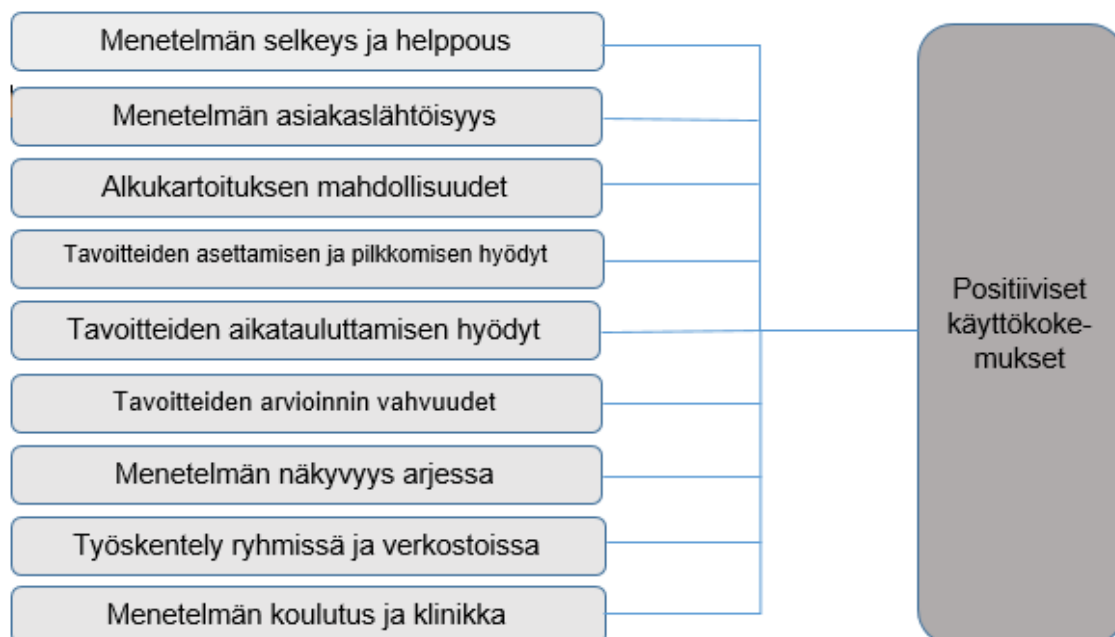 Menetelmän selkeys ja helppous
Menetelmän asiakaslähtöisyys
Alkukartoituksen mahdollisuudet
Tavoitteiden asettamisen ja pilkkomisen hyödyt
Tavoitteiden aikatauluttamisen hyödyt
Tavoitteiden arvioinnin vahvuudet
Menetelmän näkyvyys arjessa
Työskentely ryhmissä ja verkostoissa
Menetelmän koulutus ja klinikka
Positiiviset
käyttökoke-
mukset